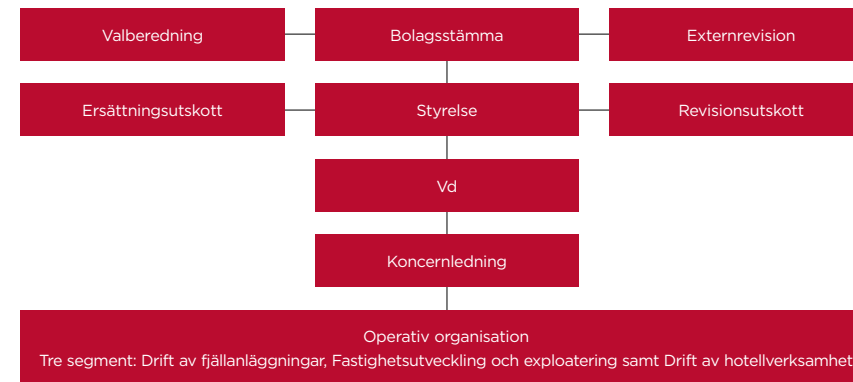 Valberedning
Bolagsstämma
Externrevision
Ersättningsutskott
Styrelse
Revisionsutskott
Vd
Koncernledning
Operativ organisation
Tre segment: Drift av fjällanläggningar, Fastighetsutveckling och exploatering samt Drift av hotellverksamhet